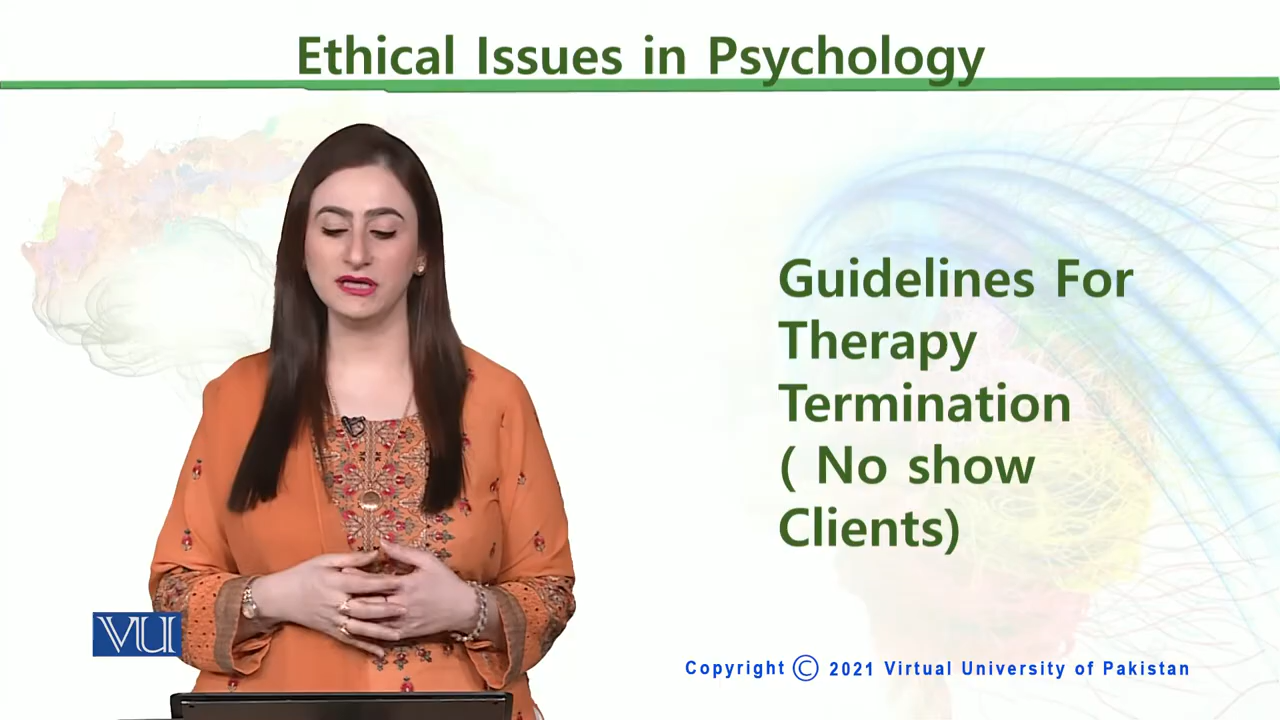 Ethical Issues in Psychology
Guidelines For
Therapy
Termination
( No show
Clients)
VU
Copyright © 2021 Virtual University of Pakistan